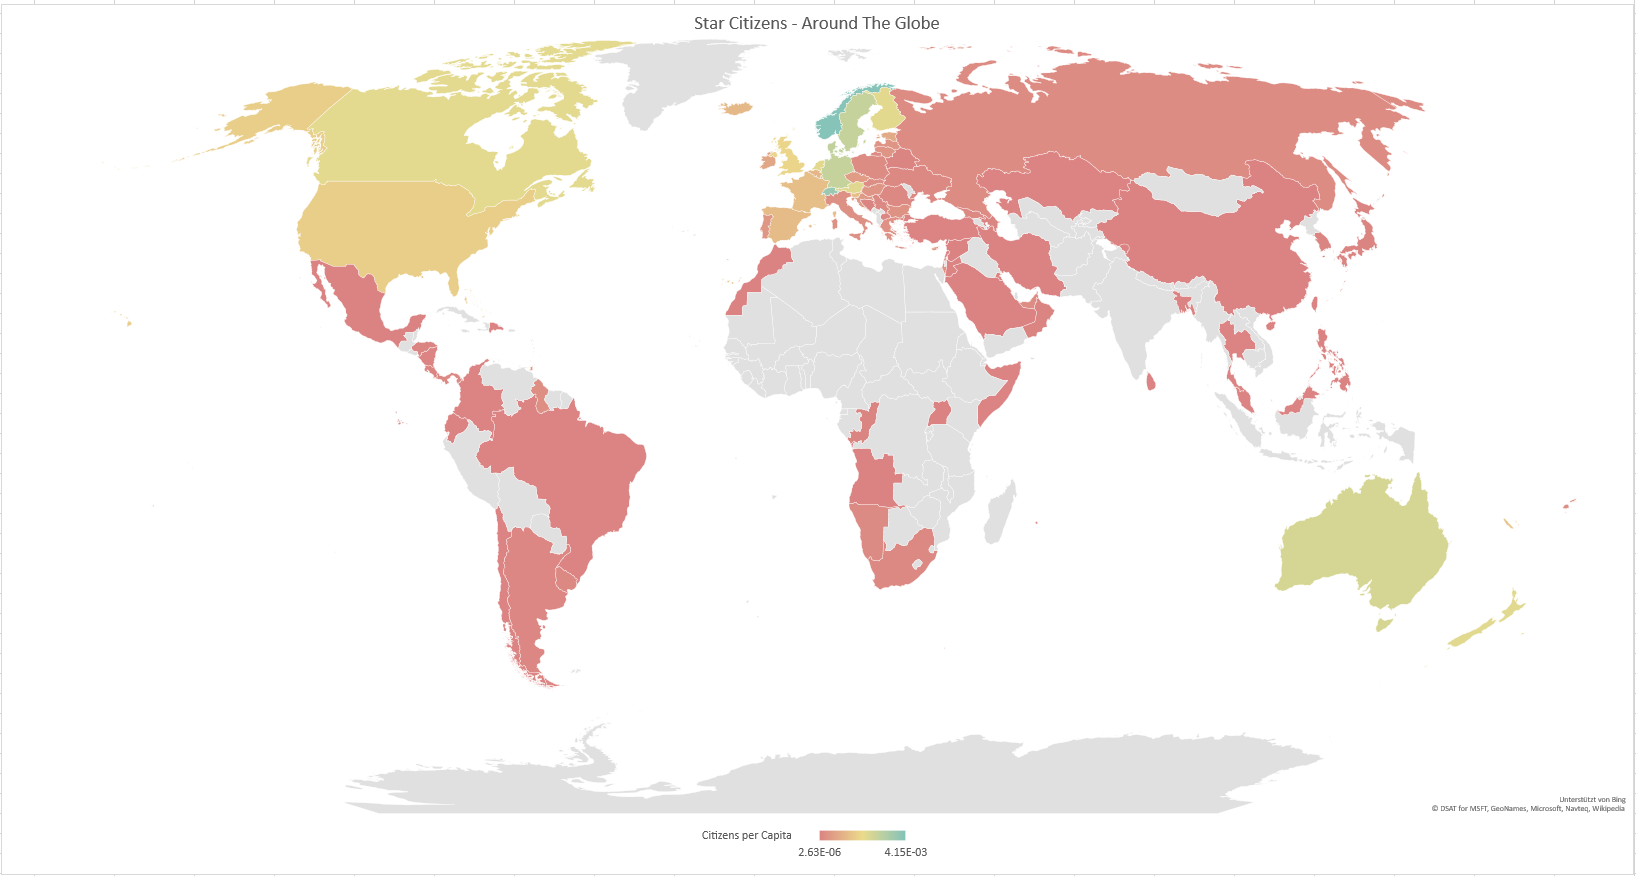 Star Citizens - Around The Globe
Unterstützt von Bing
© DSAT for MSFT, GeoNames, Microsoft, Navteq, Wikipedia
Citizens per Capita
2.63E-06 4.15E-03